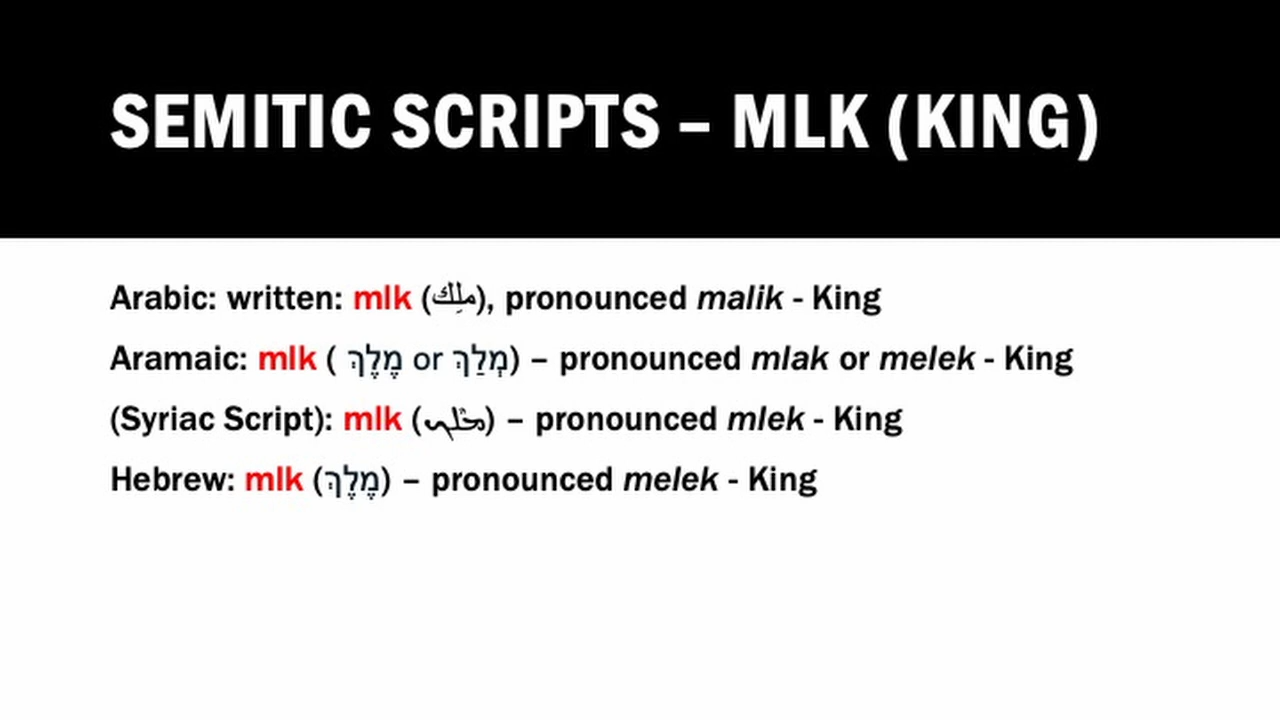 SEMITIC SCRIPTS – MLK (KING)
Arabic: written: mlk (ملِك), pronounced malik - King
Aramaic: mlk ( מֶלֶךְ or מְלַךְ) – pronounced mlak or melek - King
(Syriac Script): mlk () – pronounced mlek - King
Hebrew: mlk (מֶלֶךְ) – pronounced melek - King